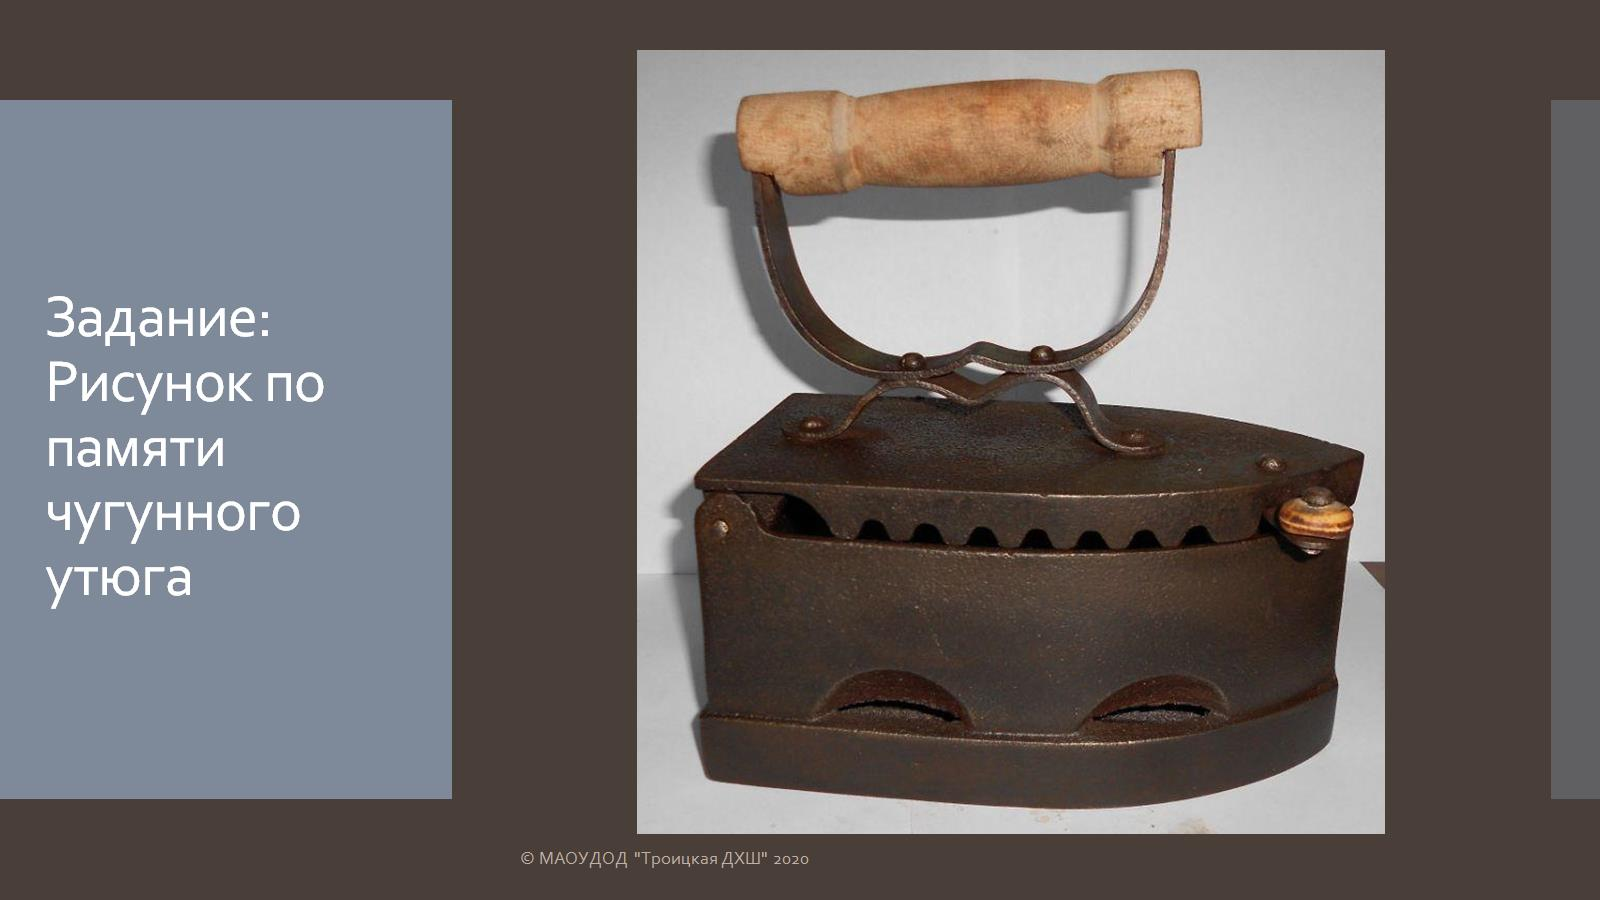 Задание:
Рисунок по
памяти
чугунного
утюга
© МАОУДОД "Троицкая ДХШ" 2020